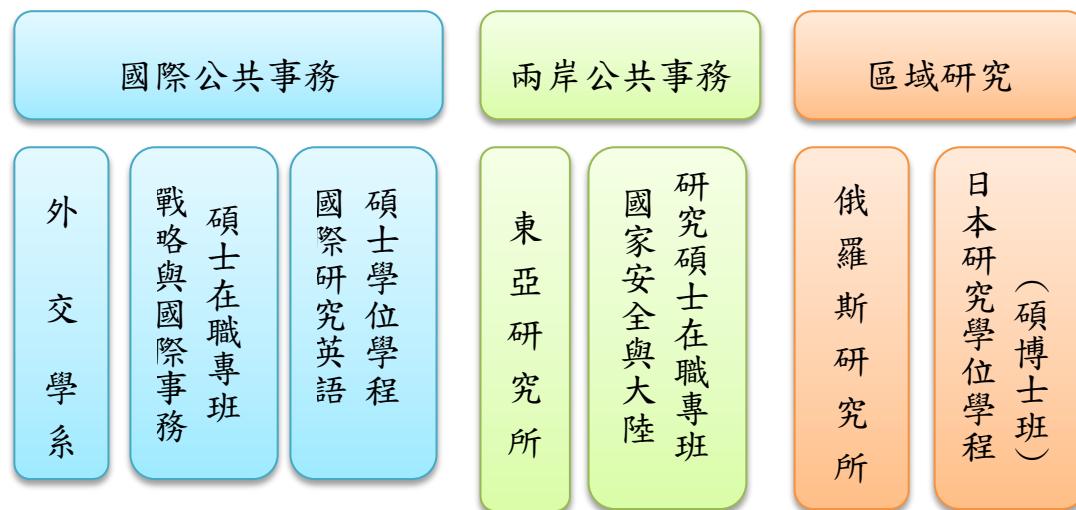 國際公共事務
兩岸公共事務
區域研究
外交學系
戰略與國際事務
碩士在職專班
國際研究英語
碩士學位學程
東亞研究所
國家安全與大陸
研究碩士在職專班
俄羅斯研究所
日本研究學位學程
（碩博士班）